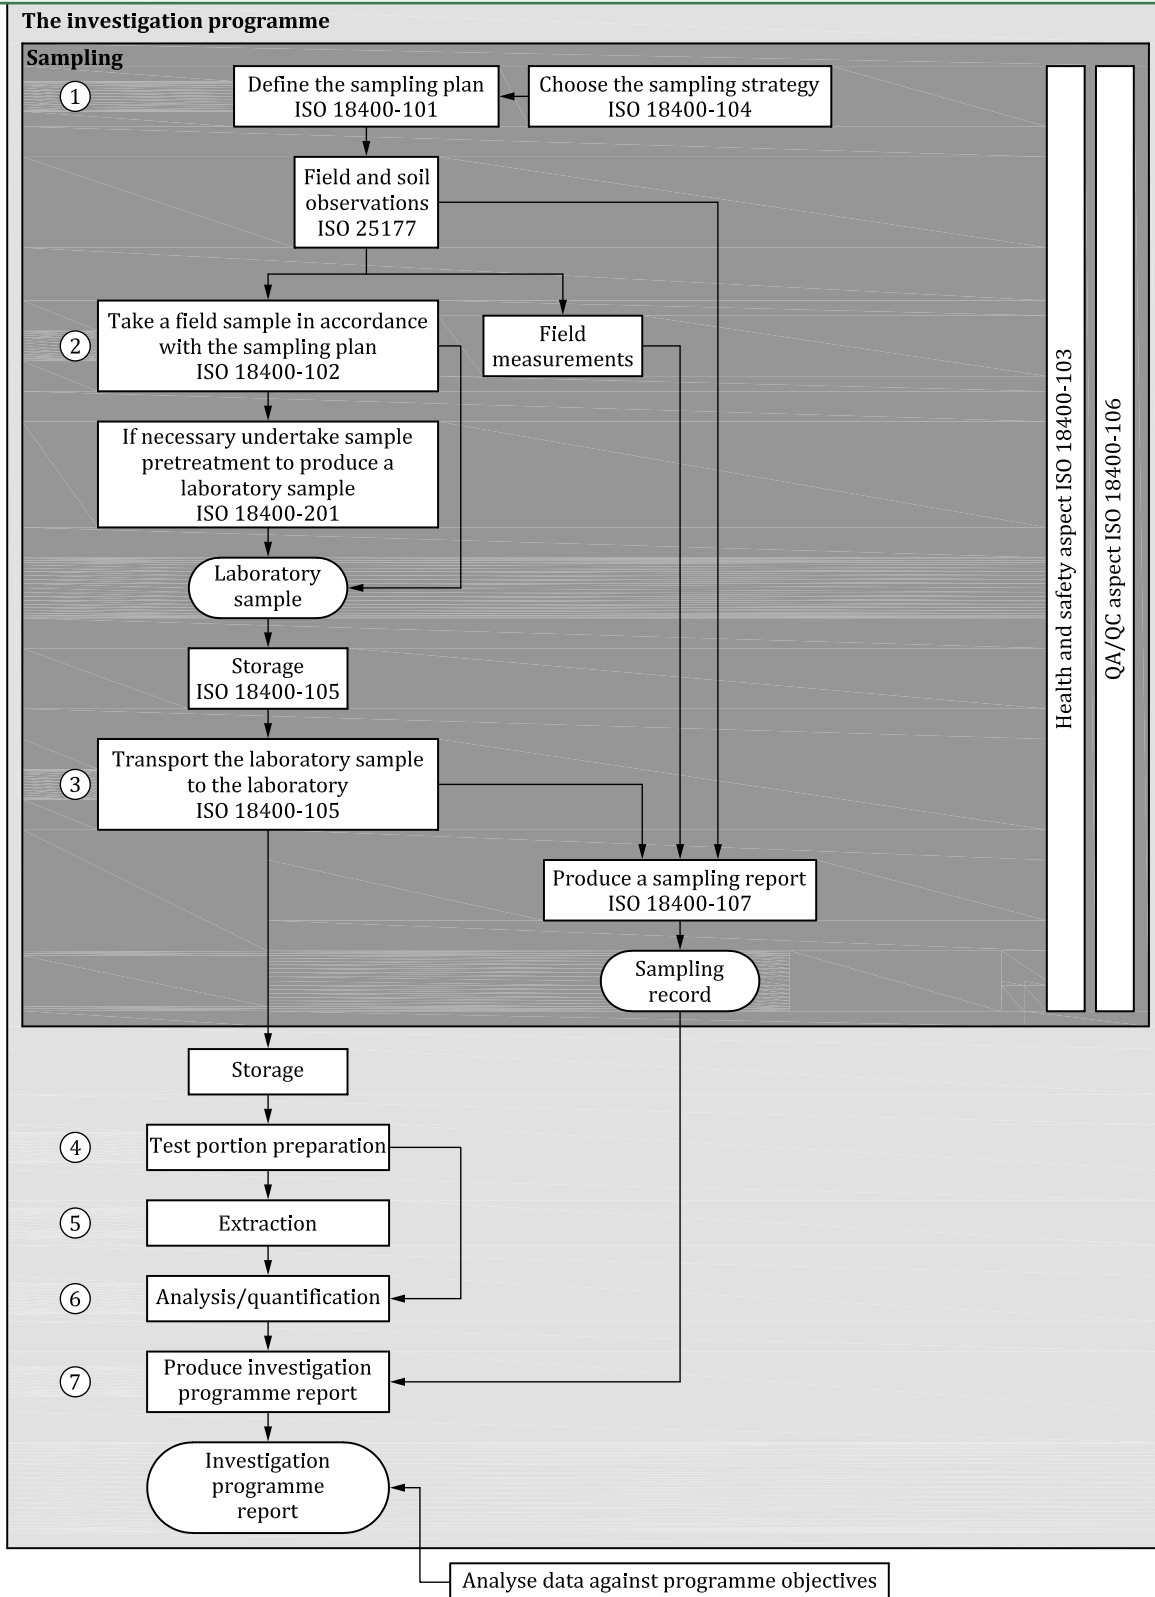 The investigation programme
Sampling
1
Define the sampling plan
ISO 18400-101
Choose the sampling strategy
ISO 18400-104
Field and soil
observations
ISO 25177
2
Take a field sample in accordance
with the sampling plan
ISO 18400-102
Field
measurements
If necessary undertake sample
pretreatment to produce a
laboratory sample
ISO 18400-201
Laboratory
sample
Storage
ISO 18400-105
3
Transport the laboratory sample
to the laboratory
ISO 18400-105
Produce a sampling report
ISO 18400-107
Sampling
record
Health and safety aspect ISO 18400-103
QA/QC aspect ISO 18400-106
Storage
4
Test portion preparation
5
Extraction
6
Analysis/quantification
7
Produce investigation
programme report
Investigation
programme
report
Analyse data against programme objectives